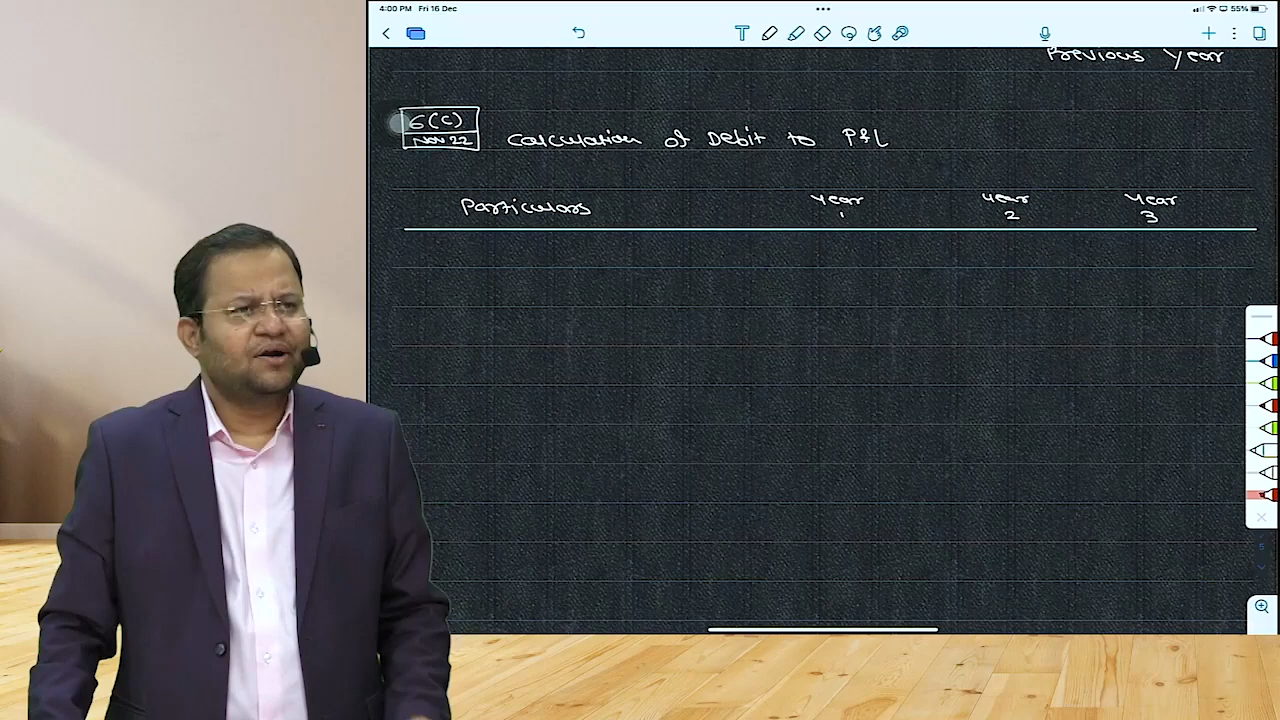 4:00 PM Fri 16 Dec
55%
Previous Year
6(c)
Nov 22
Calculation of Debit to P&L
Particulars Year 1 Year 2 Year 3
5